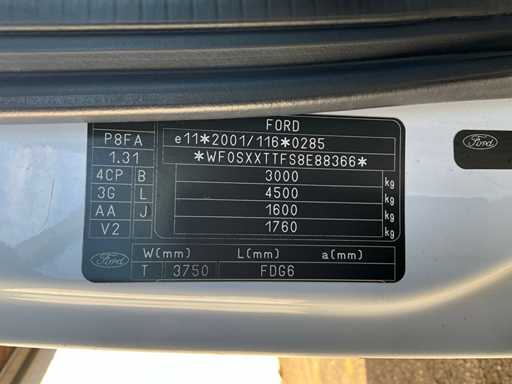 FORD
P8FA e11*2001/116*0285
1.31 *WF0SXXTTFS8E88366*
4CP B 3000 kg
3G L 4500 kg
AA J 1600 kg
V2 1760 kg
W(mm) L(mm) a(mm)
Ford T 3750 FDG6
Ford